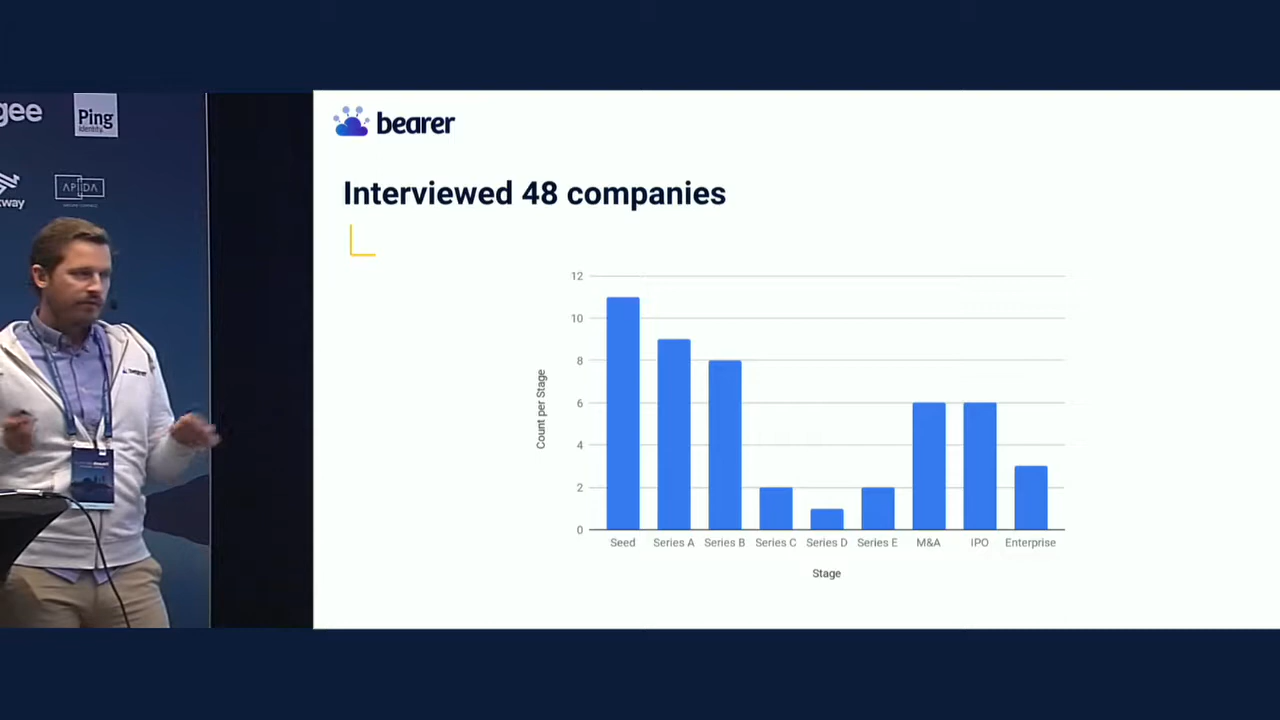 gee
Ping
Identity
way
APIDA
bearer
Interviewed 48 companies
Count per Stage
12
10
8
6
4
2
0
Seed
Series A
Series B
Series C
Series D
Series E
M&A
IPO
Enterprise
Stage